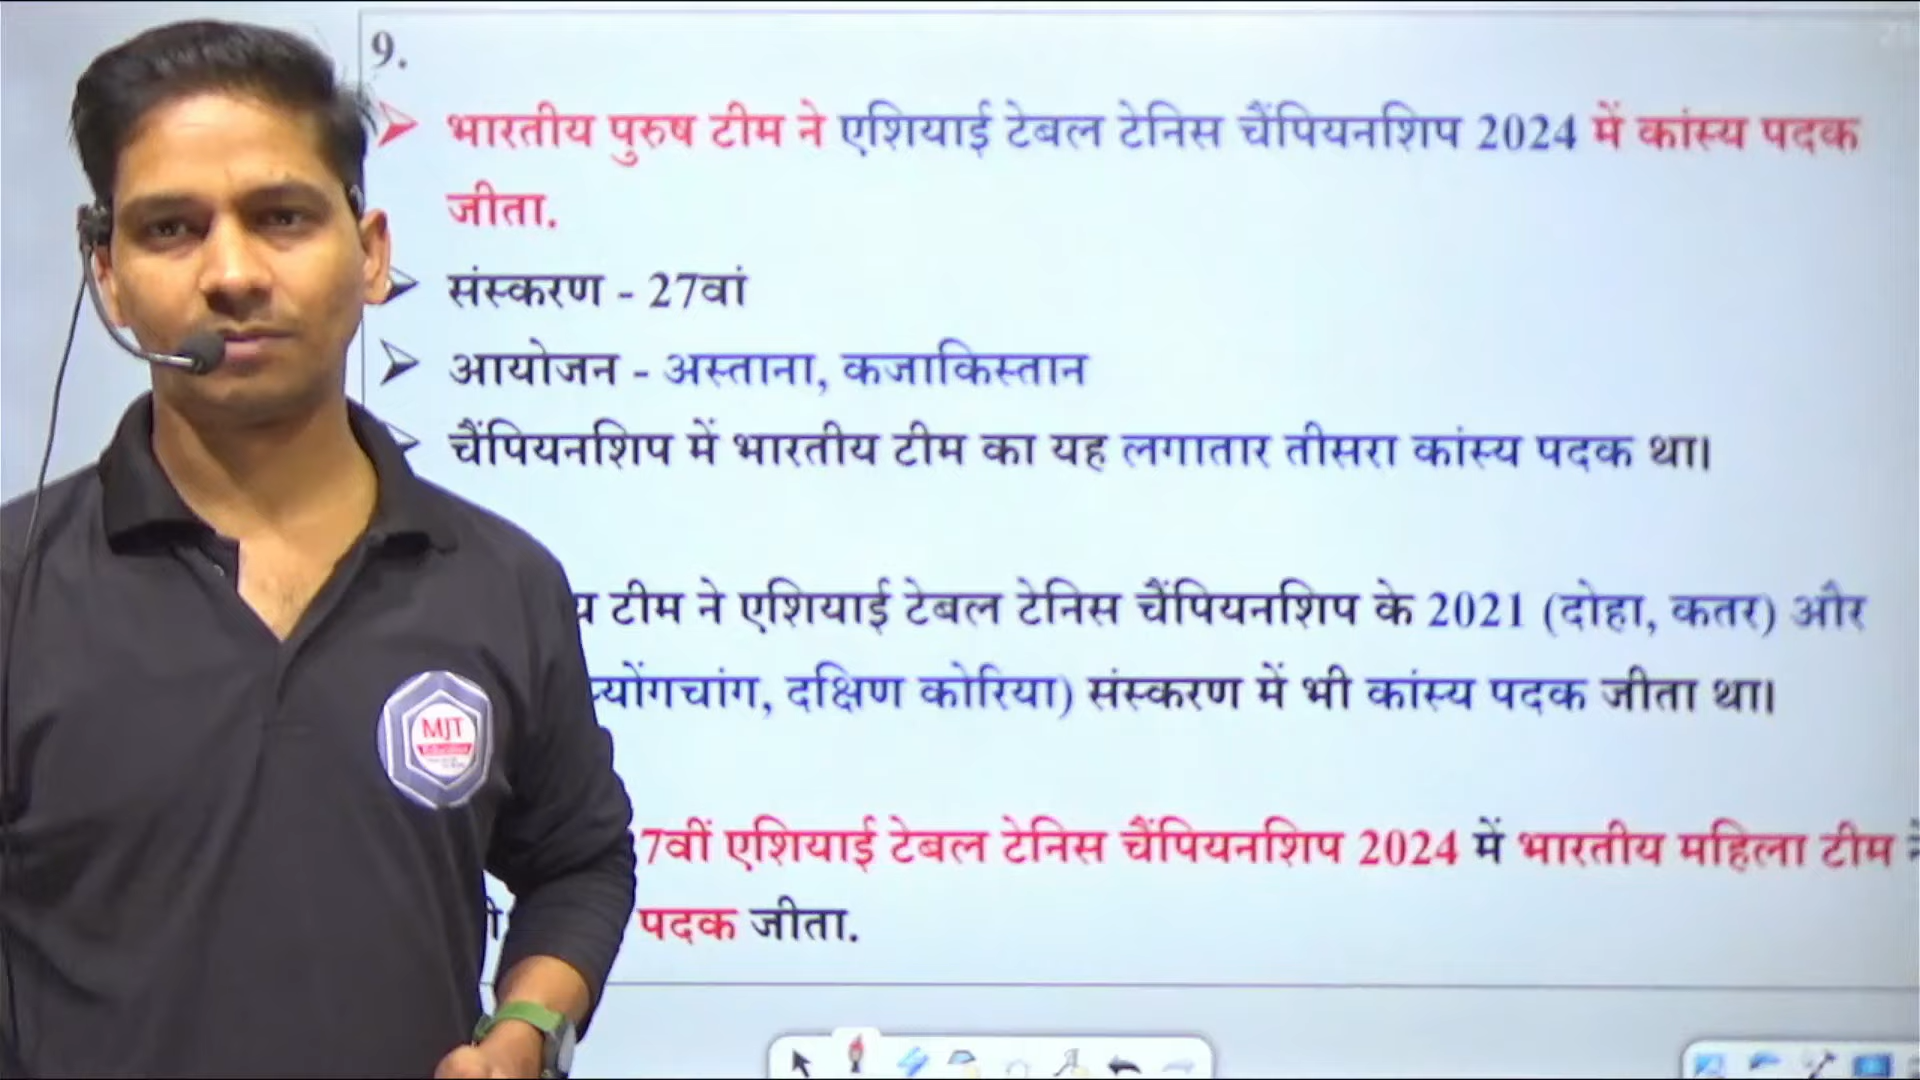 9.
भारतीय पुरुष टीम ने एशियाई टेबल टेनिस चैंपियनशिप 2024 में कांस्य पदक
जीता.
संस्करण - 27वां
आयोजन - अस्ताना, कजाकिस्तान
चैंपियनशिप में भारतीय टीम का यह लगातार तीसरा कांस्य पदक था।
टीम ने एशियाई टेबल टेनिस चैंपियनशिप के 2021 (दोहा, कतर) और
दक्षिण कोरिया) संस्करण में भी कांस्य पदक जीता था।
7वीं एशियाई टेबल टेनिस चैंपियनशिप 2024 में भारतीय महिला टीम
पदक जीता.
MJT